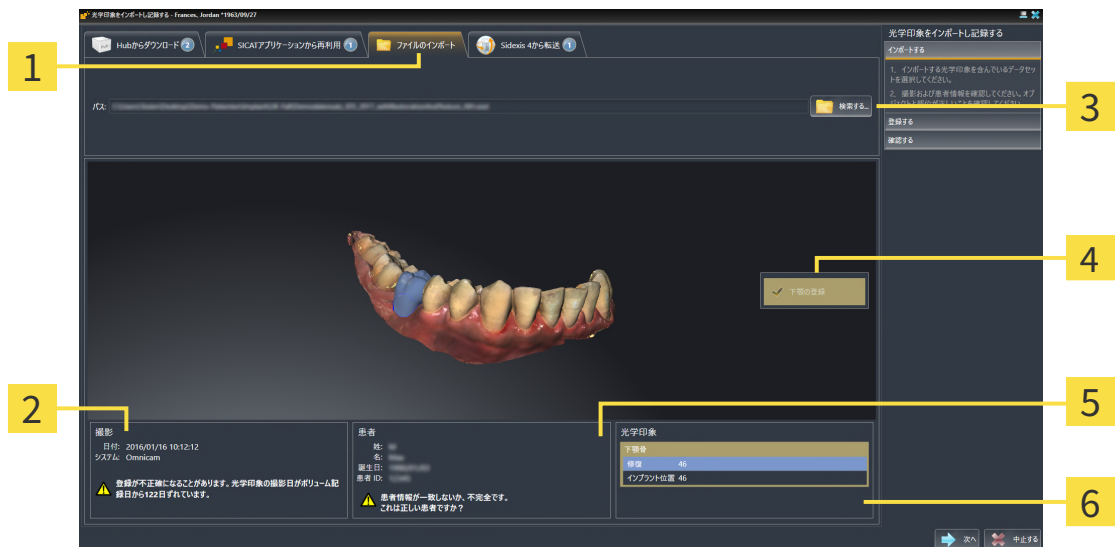 光学印象をインポートし記録する - Frances, Jordan *1963/09/27
Hubからダウンロード 2
SICATアプリケーションから再利用 1
ファイルのインポート
Sidexis 4から転送 1
パス:
検索する...
光学印象をインポートし記録する
インポートする
1、インポートする光学印象を含んでいるデータセッ
トを選択してください。
2、撮影および患者情報を確認してください。オブ
登録する
確認する
下顎の登録
撮影
日付: 2016/01/16 10:12:12
システム: Omnicam
登録が不正確になることがあります。光学印象の撮影日がボリューム記
録日から122日ずれています。
患者
姓:
名:
誕生日:
患者 ID:
患者情報が一致しないか、不完全です。
これは正しい患者ですか？
光学印象
下顎骨
修復 46
インプラント位置 46
次へ
中止する
1
2
3
4
5
6